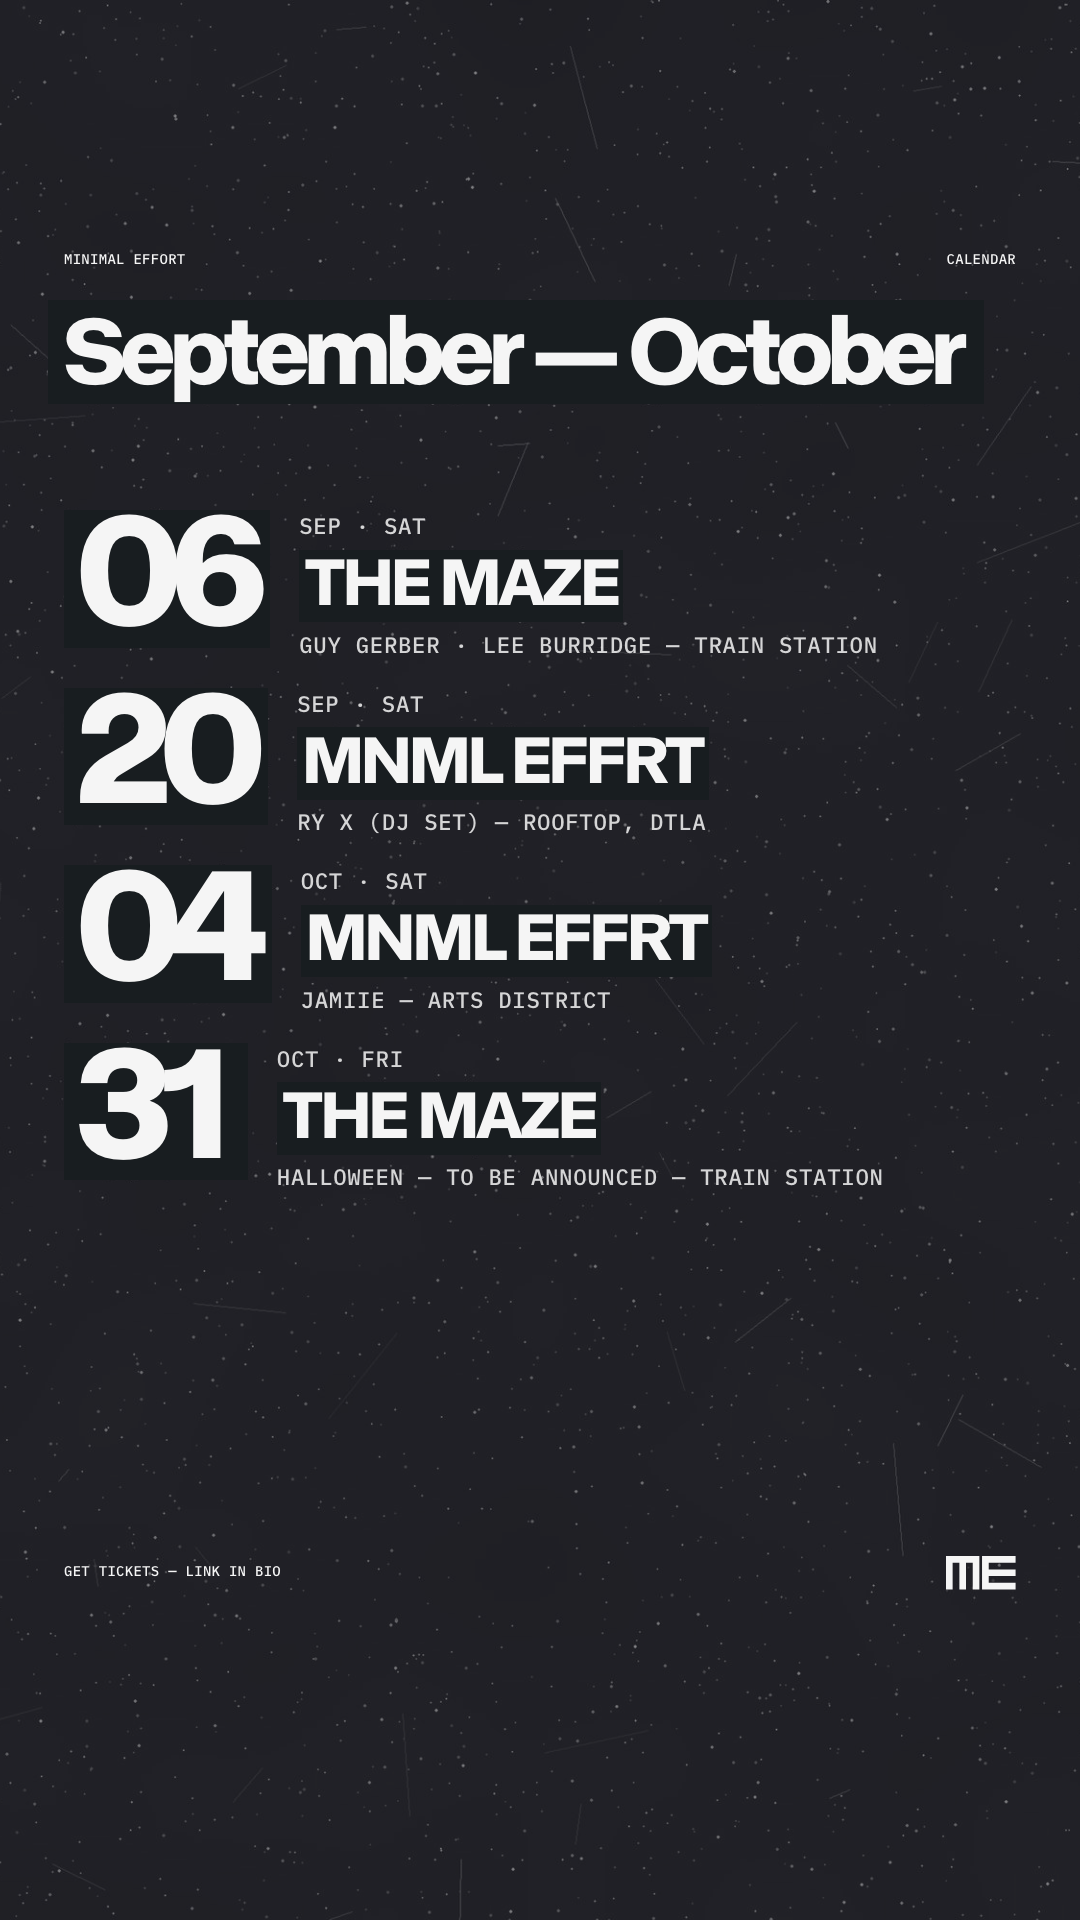 MINIMAL EFFORT
CALENDAR
September — October
06
SEP · SAT
THE MAZE
GUY GERBER · LEE BURRIDGE — TRAIN STATION
20
SEP · SAT
MNML EFFRT
RY X (DJ SET) — ROOFTOP, DTLA
04
OCT · SAT
MNML EFFRT
JAMIIE — ARTS DISTRICT
31
OCT · FRI
THE MAZE
HALLOWEEN — TO BE ANNOUNCED — TRAIN STATION
GET TICKETS — LINK IN BIO
ME